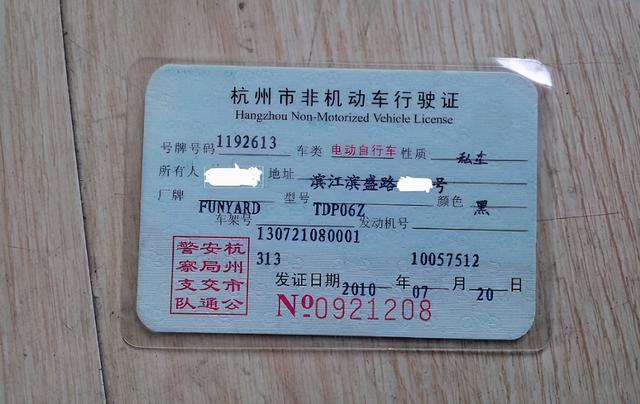 杭州市非机动车行驶证
Hangzhou Non-Motorized Vehicle License
号牌号码 1192613 车类 电动自行车 性质 私车
所有人 地址 滨江滨盛路 号
厂牌 FUNYARD 型号 TDP06Z 颜色 黑
车架号 130721080001 发动机号
313 10057512
发证日期 2010 年 07 月 20 日
杭州市公安局交通警察支队
Nº0921208